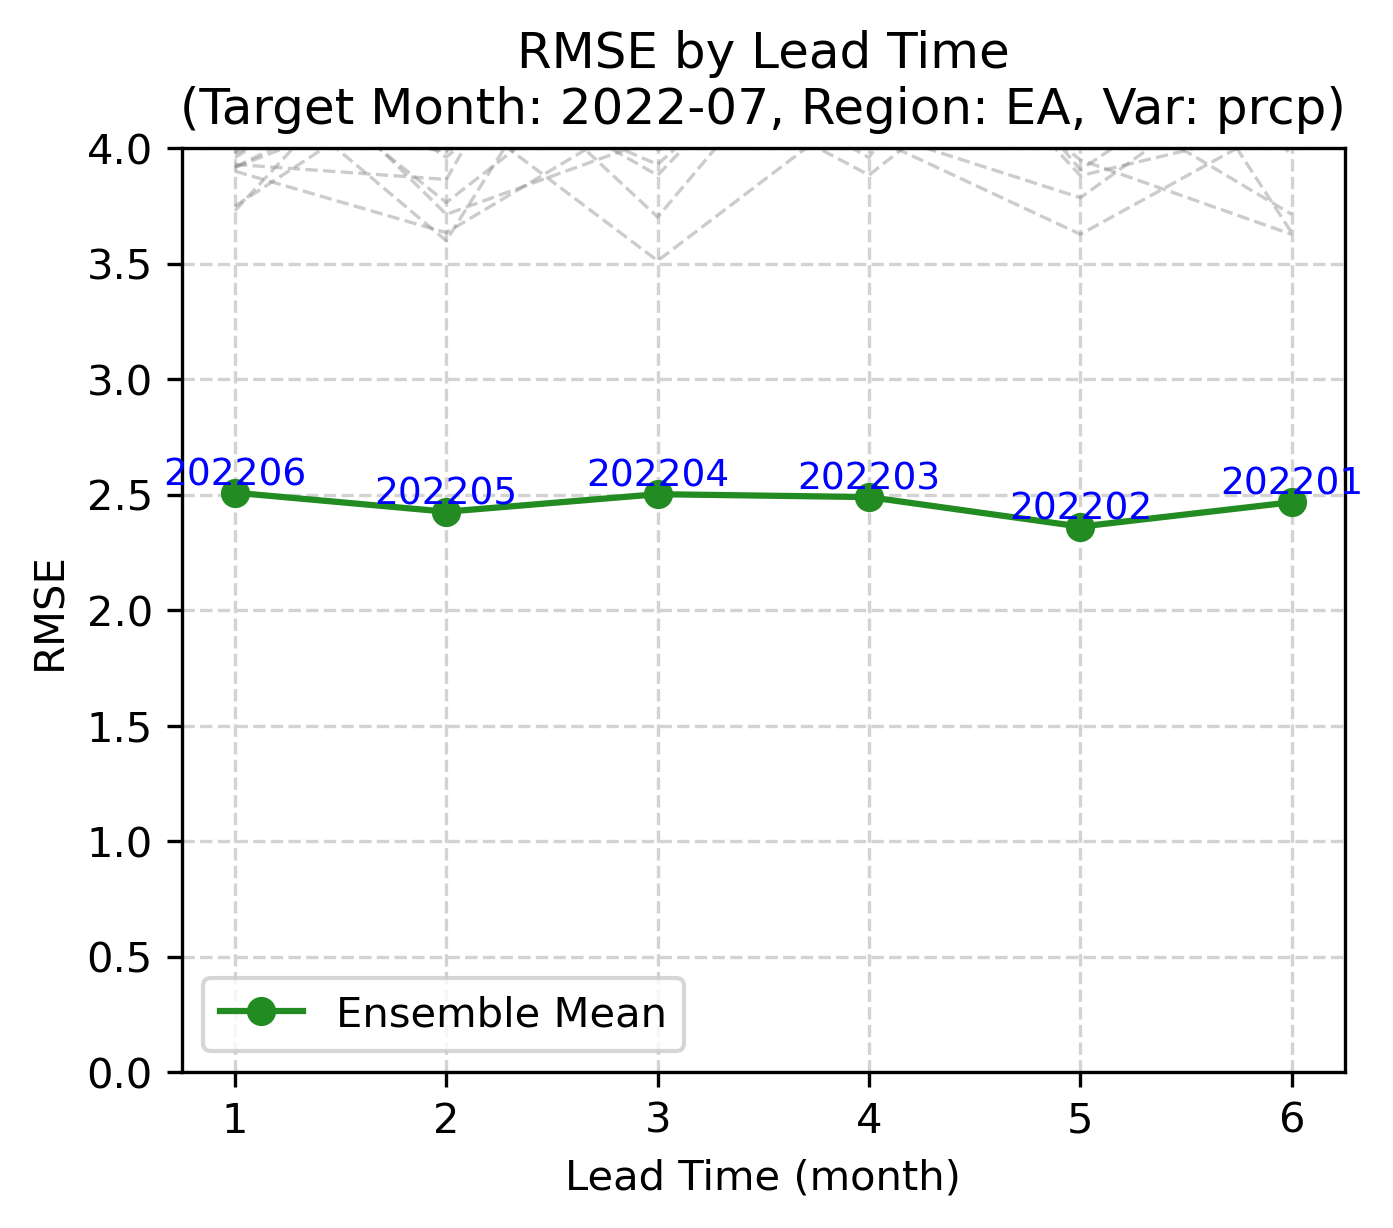 RMSE by Lead Time
(Target Month: 2022-07, Region: EA, Var: prcp)
4.0
3.5
3.0
2.5
2.0
1.5
1.0
0.5
0.0
RMSE
202206
202205
202204
202203
202202
202201
Ensemble Mean
1 2 3 4 5 6
Lead Time (month)